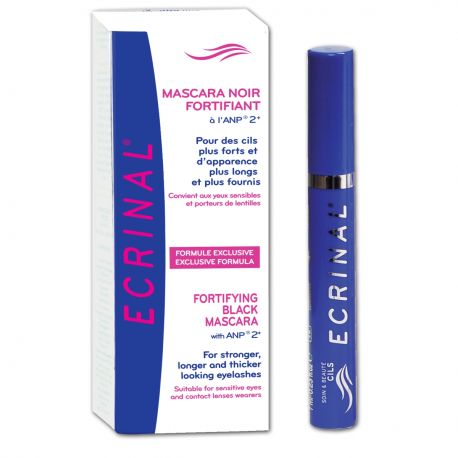 ECRINAL®
MASCARA NOIR
FORTIFIANT
à l'ANP® 2+
Pour des cils
plus forts et
d'apparence
plus longs
et plus fournis
Convient aux yeux sensibles
et porteurs de lentilles
FORMULE EXCLUSIVE
EXCLUSIVE FORMULA
FORTIFYING
BLACK
MASCARA
with ANP® 2+
For stronger,
longer and thicker
looking eyelashes
Suitable for sensitive eyes
and contact lenses wearers
ECRINAL®
SOIN & BEAUTÉ
CILS